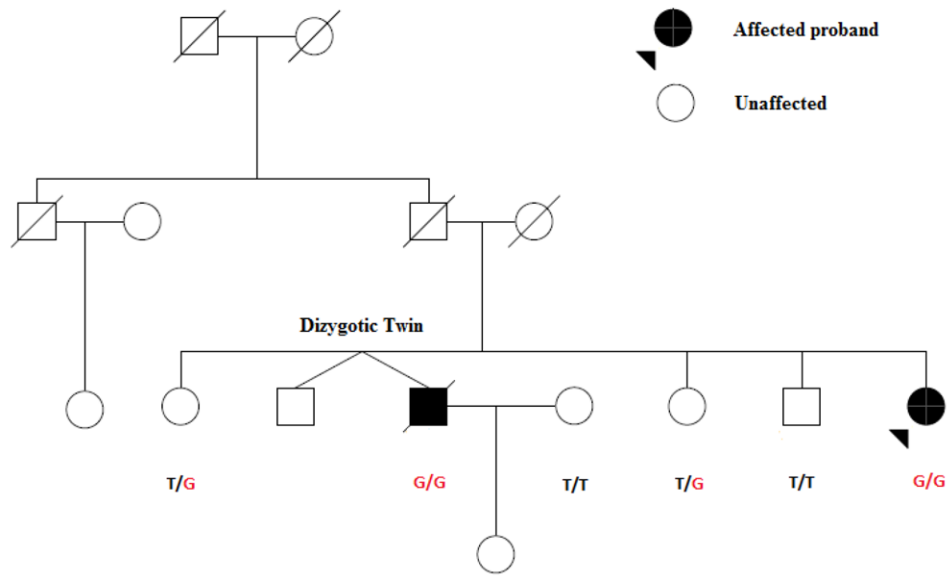 Affected proband
Unaffected
Dizygotic Twin
T/G G/G T/T T/G T/T G/G